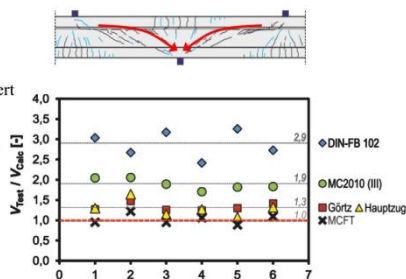 ert
4,0
3,5
3,0
2,5
2,0
1,5
1,0
0,5
0,0
V_Test / V_Calc [-]
2,9
1,9
1,3
1,0
DIN-FB 102
MC2010 (III)
Görtz Hauptzug
MCFT
0 1 2 3 4 5 6 7